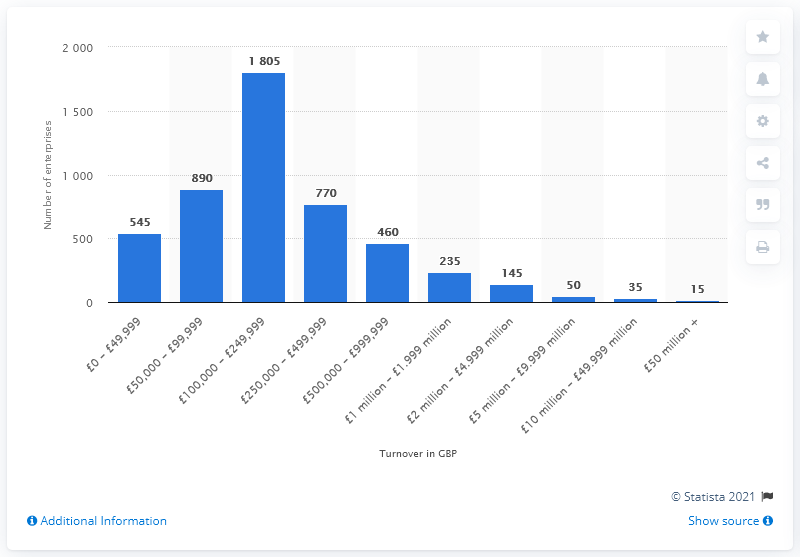 2 000
1 500
1 000
500
0
Number of enterprises
545
890
1 805
770
460
235
145
50
35
15
£0 – £49,999
£50,000 – £99,999
£100,000 – £249,999
£250,000 – £499,999
£500,000 – £999,999
£1 million – £1.999 million
£2 million – £4.999 million
£5 million – £9.999 million
£10 million – £49.999 million
£50 million +
Turnover in GBP
© Statista 2021
Additional Information
Show source